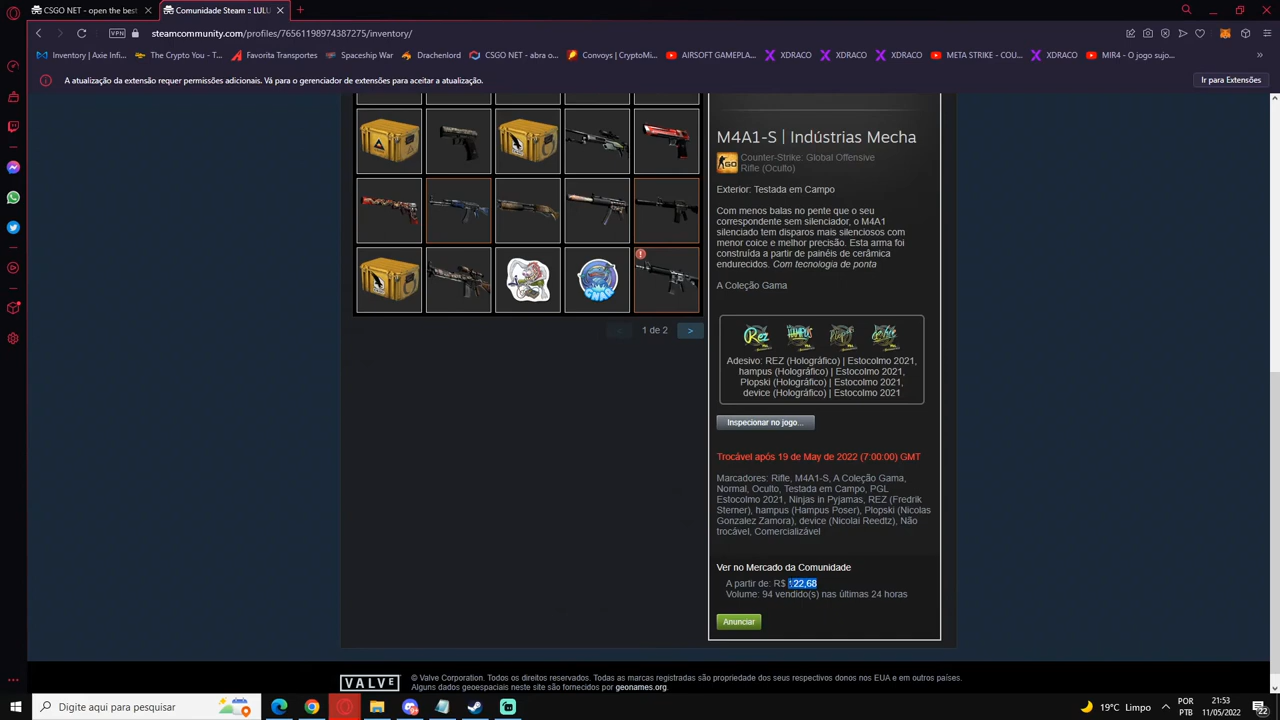 CSGO NET - open the best
Comunidade Steam :: LULU
VPN
steamcommunity.com/profiles/76561198974387275/inventory/
Inventory | Axie Infi...
The Crypto You - T...
Favorita Transportes
Spaceway War
Drachenlord
CSGO NET - abra o...
Convoys | CryptoMi...
AIRSOFT GAMEPLA...
XDRACO
XDRACO
XDRACO
META STRIKE - COU...
XDRACO
MIR4 - O jogo sujo...
A atualização da extensão requer permissões adicionais. Vá para o gerenciador de extensões para aceitar a atualização.
Ir para Extensões
M4A1-S | Indústrias Mecha
Counter-Strike: Global Offensive
Rifle (Oculto)
Exterior: Testada em Campo
Com menos balas no pente que o seu
correspondente sem silenciador, o M4A1
silenciado tem disparos mais silenciosos com
menor coice e melhor precisão. Esta arma foi
construída a partir de painéis de cerâmica
endurecidos. Com tecnologia de ponta
A Coleção Gama
1 de 2
Adesivo: REZ (Holográfico) | Estocolmo 2021,
hampus (Holográfico) | Estocolmo 2021,
Plopski (Holográfico) | Estocolmo 2021,
device (Holográfico) | Estocolmo 2021
Inspecionar no jogo...
Trocável após 19 de May de 2022 (7:00:00) GMT
Marcadores: Rifle, M4A1-S, A Coleção Gama,
Normal, Oculto, Testada em Campo, PGL
Estocolmo 2021, Ninjas in Pyjamas, REZ (Fredrik
Sterner), hampus (Hampus Poser), Plopski (Nicolas
Gonzalez Zamora), device (Nicolai Reedtz), Não
trocável, Comercializável
Ver no Mercado da Comunidade
A partir de: R$ 122,68
Volume: 94 vendido(s) nas últimas 24 horas
Anunciar
VALVE
© Valve Corporation. Todos os direitos reservados. Todas as marcas registradas são propriedade dos seus respectivos donos nos EUA e em outros países.
Alguns dados geoespaciais neste site são fornecidos por geonames.org.
Digite aqui para pesquisar
19°C Limpo
POR
PTB
21:53
11/05/2022
22